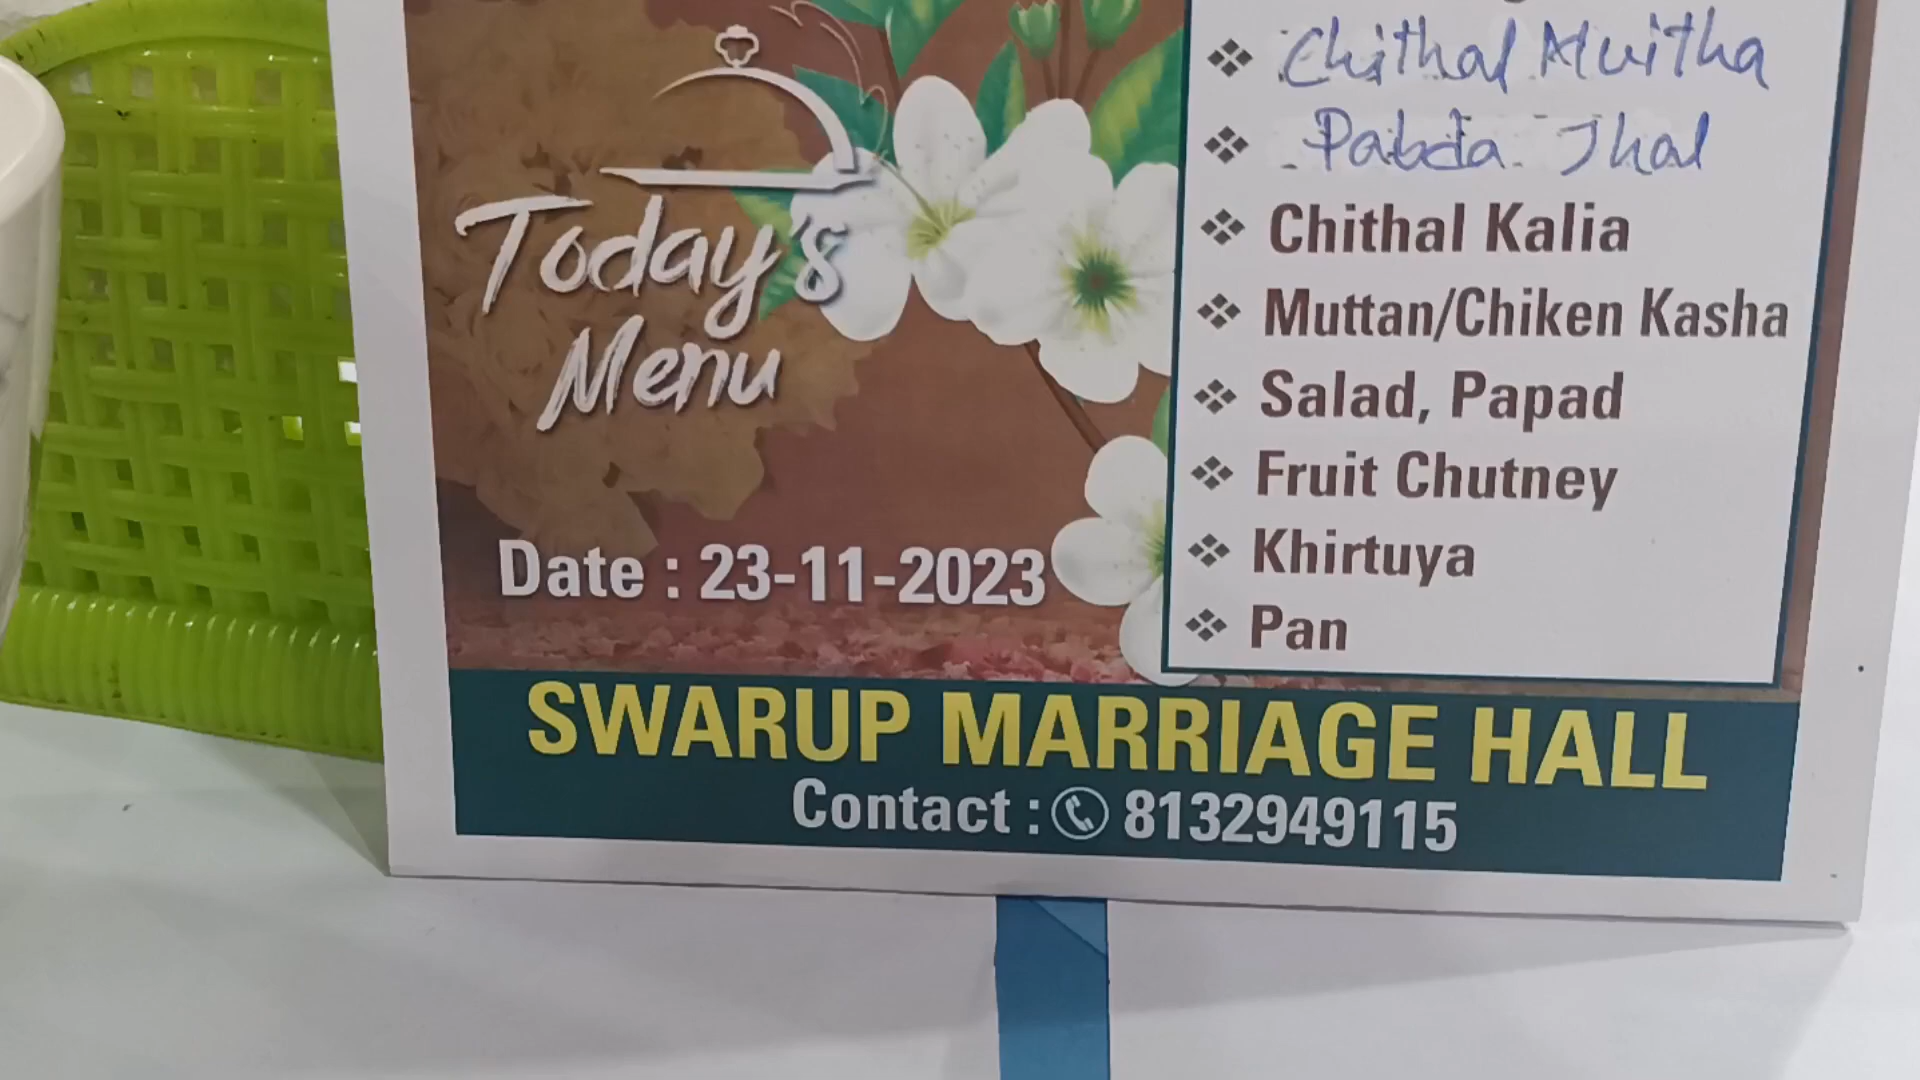 Chithal Muitha
Pabda Jhal
Chithal Kalia
Muttan/Chiken Kasha
Salad, Papad
Fruit Chutney
Khirtuya
Pan
Today's
Menu
Date : 23-11-2023
SWARUP MARRIAGE HALL
Contact : 8132949115